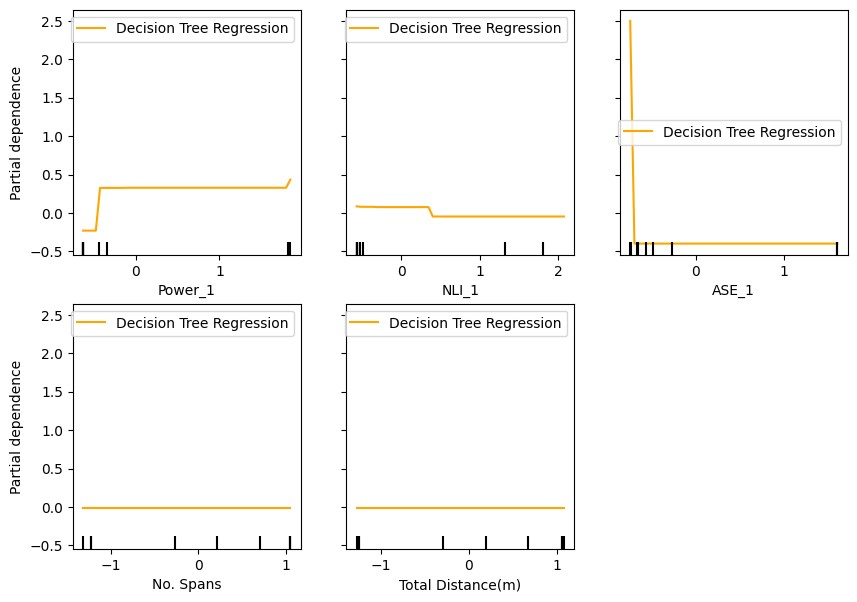 Decision Tree Regression
Decision Tree Regression
Decision Tree Regression
Partial dependence
2.5
2.0
1.5
1.0
0.5
0.0
−0.5
0
1
Power_1
0
1
2
NLI_1
0
1
ASE_1
Decision Tree Regression
Decision Tree Regression
Partial dependence
2.5
2.0
1.5
1.0
0.5
0.0
−0.5
−1
0
1
No. Spans
−1
0
1
Total Distance(m)